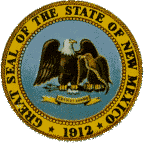 GREAT SEAL OF THE STATE OF NEW MEXICO
1912